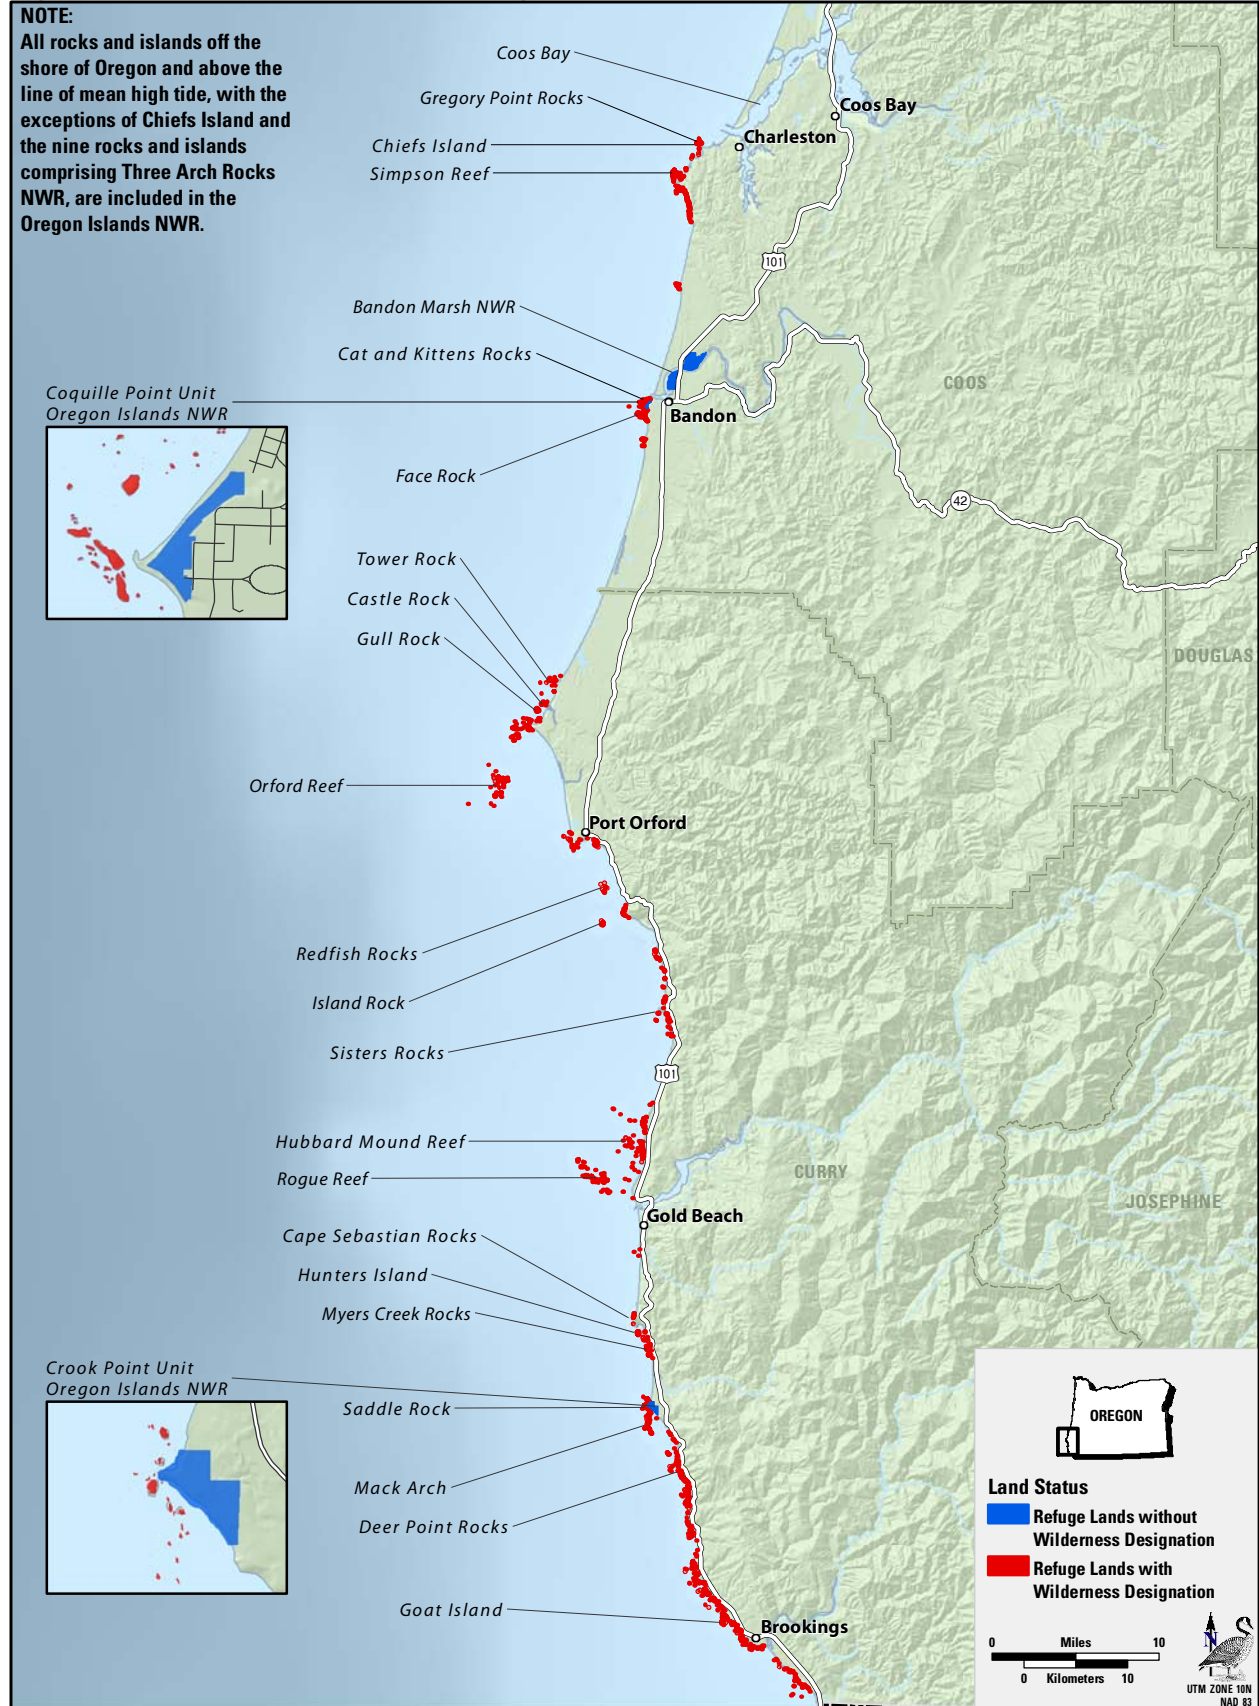 NOTE:
All rocks and islands off the
shore of Oregon and above the
line of mean high tide, with the
exceptions of Chiefs Island and
the nine rocks and islands
comprising Three Arch Rocks
NWR, are included in the
Oregon Islands NWR.
Coos Bay
Gregory Point Rocks
Coos Bay
Chiefs Island
Charleston
Simpson Reef
101
Bandon Marsh NWR
Cat and Kittens Rocks
COOS
Coquille Point Unit
Oregon Islands NWR
Bandon
Face Rock
42
Tower Rock
Castle Rock
Gull Rock
DOUGLAS
Orford Reef
Port Orford
Redfish Rocks
Island Rock
Sisters Rocks
101
Hubbard Mound Reef
Rogue Reef
CURRY
JOSEPHINE
Gold Beach
Cape Sebastian Rocks
Hunters Island
Myers Creek Rocks
Crook Point Unit
Oregon Islands NWR
Saddle Rock
Mack Arch
Deer Point Rocks
Goat Island
Brookings
OREGON
Land Status
Refuge Lands without
Wilderness Designation
Refuge Lands with
Wilderness Designation
0 Miles 10
0 Kilometers 10
N
UTM ZONE 10N
NAD 83